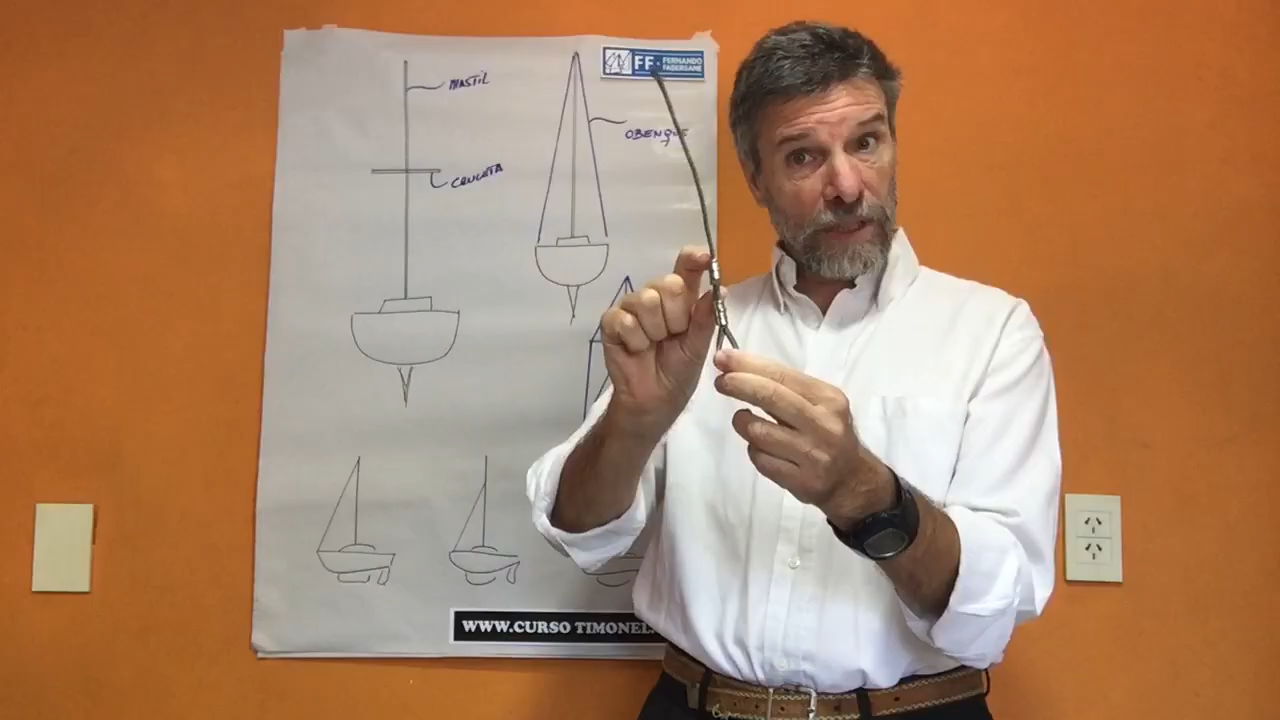 MASTIL
CRUCETA
OBENQUE
FF
FERNANDO
FABERSANE
WWW.CURSO TIMONEL.